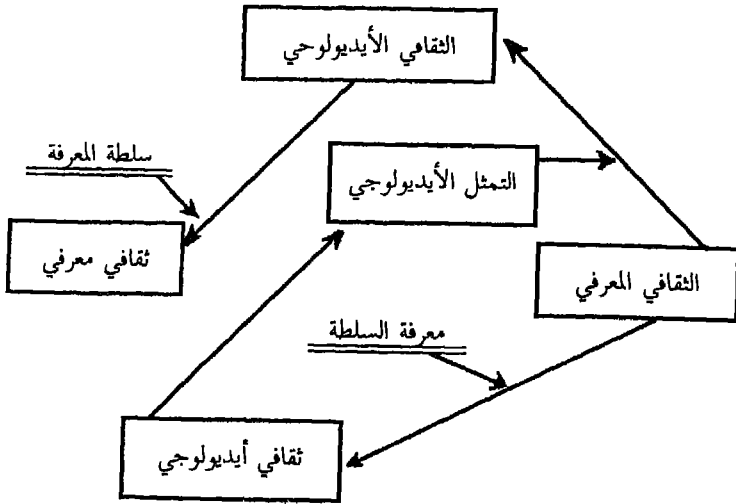 الثقافي الأيديولوحي
سلطة المعرفة
التمثل الأيديولوجي
ثقافي معرفي
الثقافي المعرفي
معرفة السلطة
ثقافي أيديولوجي